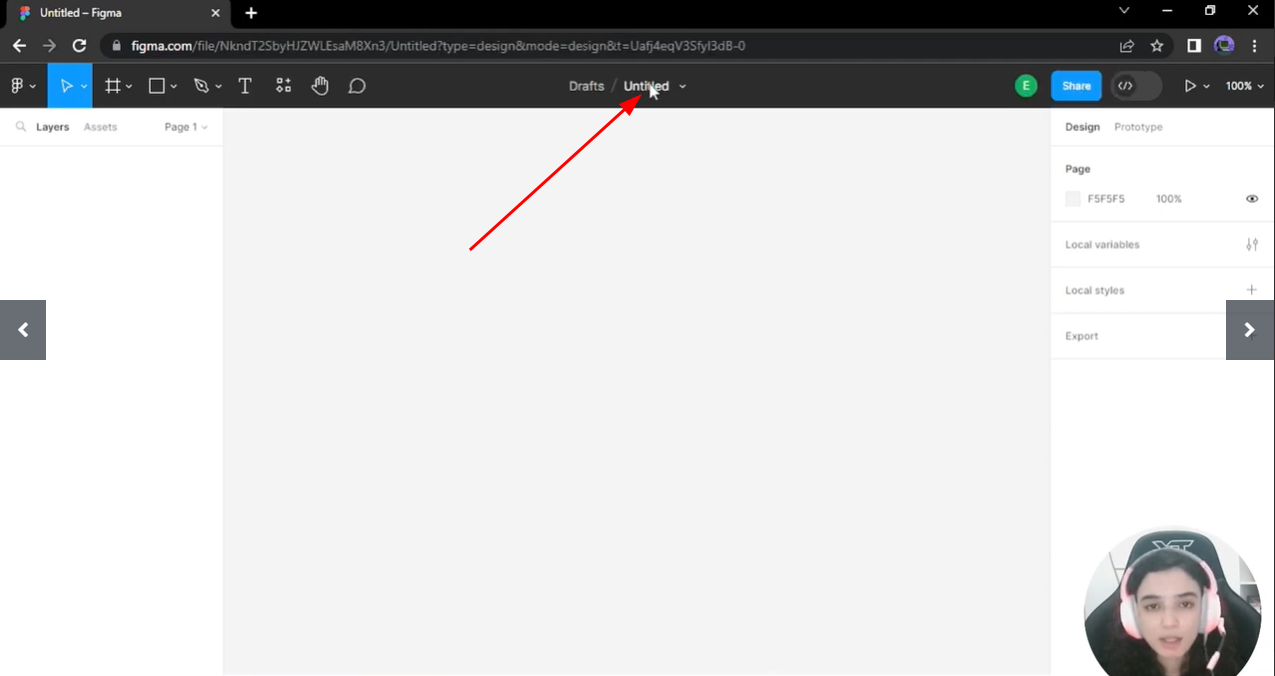 Untitled – Figma
figma.com/file/NkndT2SbyHJZWLEsaM8Xn3/Untitled?type=design&mode=design&t=Uafj4eqV3SfyI3dB-0
Drafts / Untitled
E
Share
100%
Layers Assets Page 1
Design Prototype
Page
F5F5F5 100%
Local variables
Local styles
Export